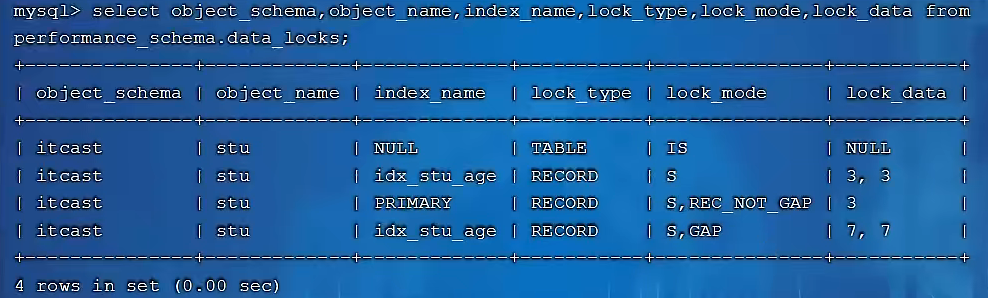 mysql> select object_schema,object_name,index_name,lock_type,lock_mode,lock_data from
performance_schema.data_locks;
+---------------+-------------+--------------+-----------+---------------+-----------+
| object_schema | object_name | index_name   | lock_type | lock_mode     | lock_data |
+---------------+-------------+--------------+-----------+---------------+-----------+
| itcast        | stu         | NULL         | TABLE     | IS            | NULL      |
| itcast        | stu         | idx_stu_age  | RECORD    | S             | 3, 3      |
| itcast        | stu         | PRIMARY      | RECORD    | S,REC_NOT_GAP | 3         |
| itcast        | stu         | idx_stu_age  | RECORD    | S,GAP         | 7, 7      |
+---------------+-------------+--------------+-----------+---------------+-----------+
4 rows in set (0.00 sec)